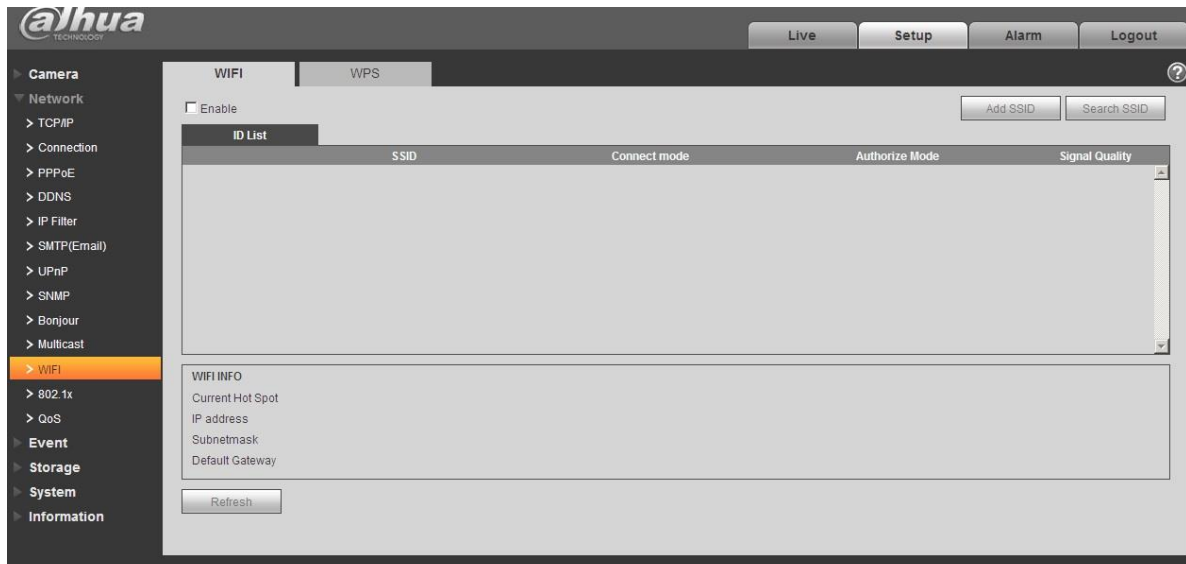 alhua
TECHNOLOGY
Live Setup Alarm Logout
Camera
Network
> TCP/IP
> Connection
> PPPoE
> DDNS
> IP Filter
> SMTP(Email)
> UPnP
> SNMP
> Bonjour
> Multicast
> WIFI
> 802.1x
> QoS
Event
Storage
System
Information
WIFI WPS
?
Enable Add SSID Search SSID
ID List
SSID Connect mode Authorize Mode Signal Quality
WIFI INFO
Current Hot Spot
IP address
Subnetmask
Default Gateway
Refresh